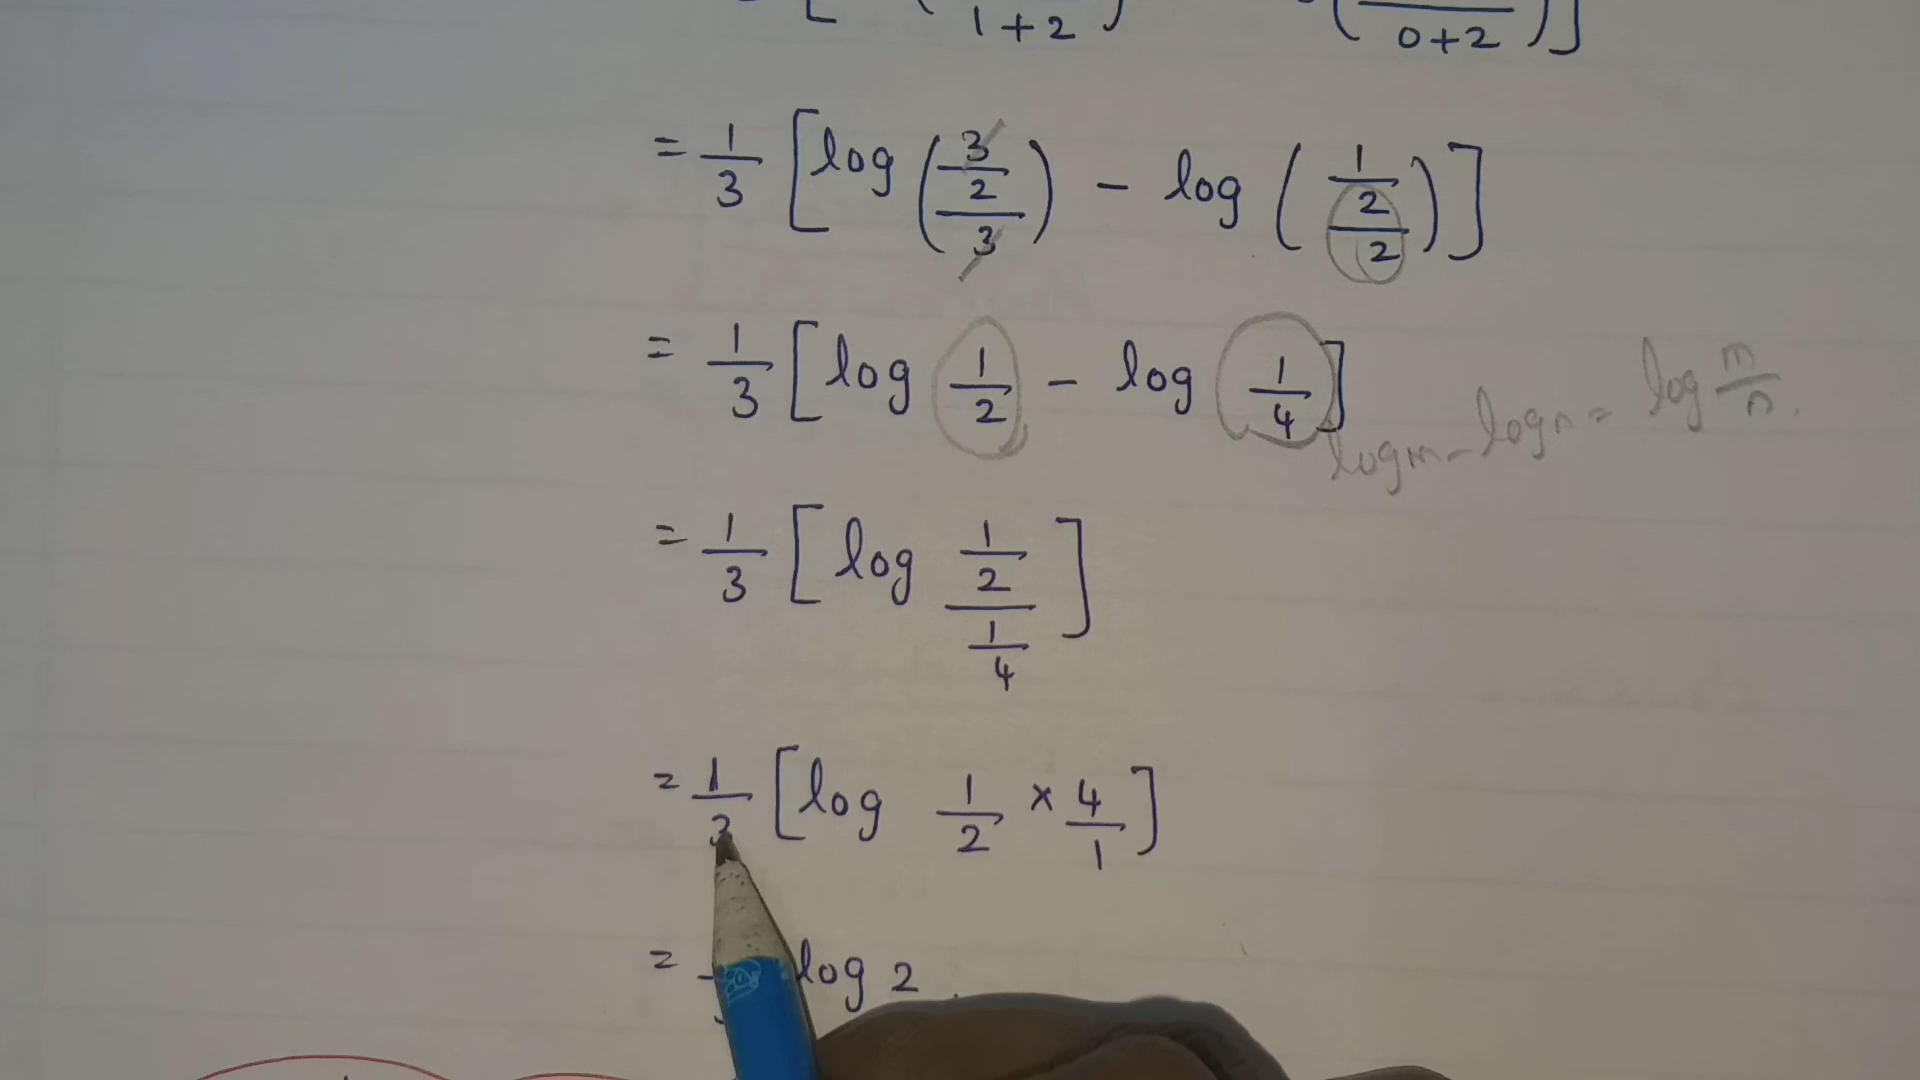 1+2 0+2 )]
= 1/3 [log ((3/2)/3) - log ((1/2)/2)]
= 1/3 [log 1/2 - log 1/4]
log m - log n = log m/n.
= 1/3 [log (1/2)/(1/4)]
= 1/3 [log 1/2 × 4/1]
= log 2